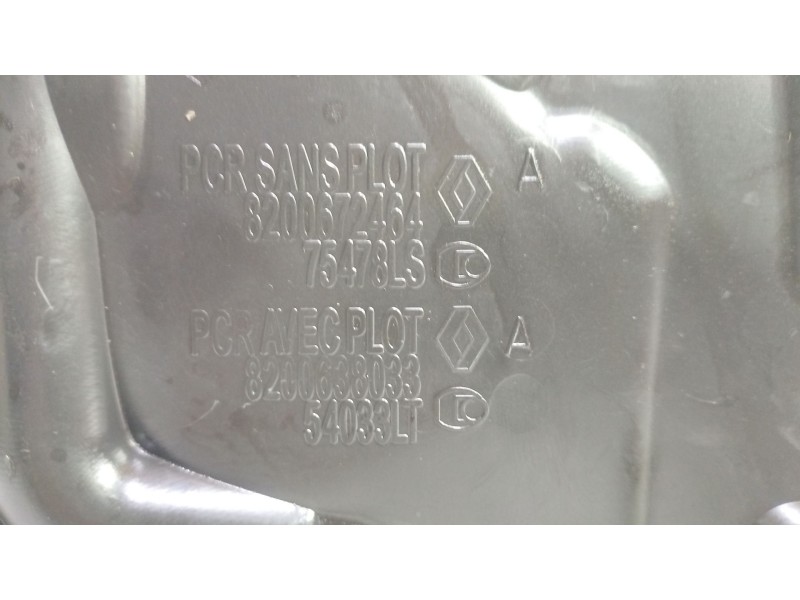 PCR SANS PLOT A
8200672464
75478LS
PCR AVEC PLOT A
8200638033
54033LT